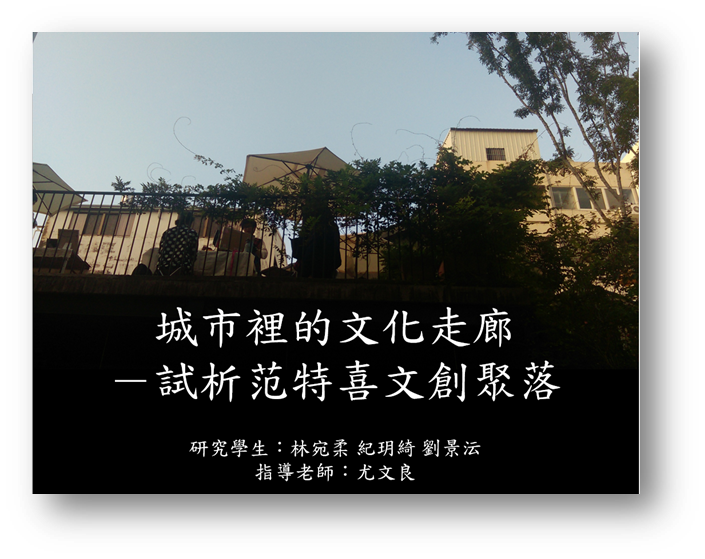 城市裡的文化走廊
－試析范特喜文創聚落
研究學生：林宛柔 紀玥綺 劉景沄
指導老師：尤文良